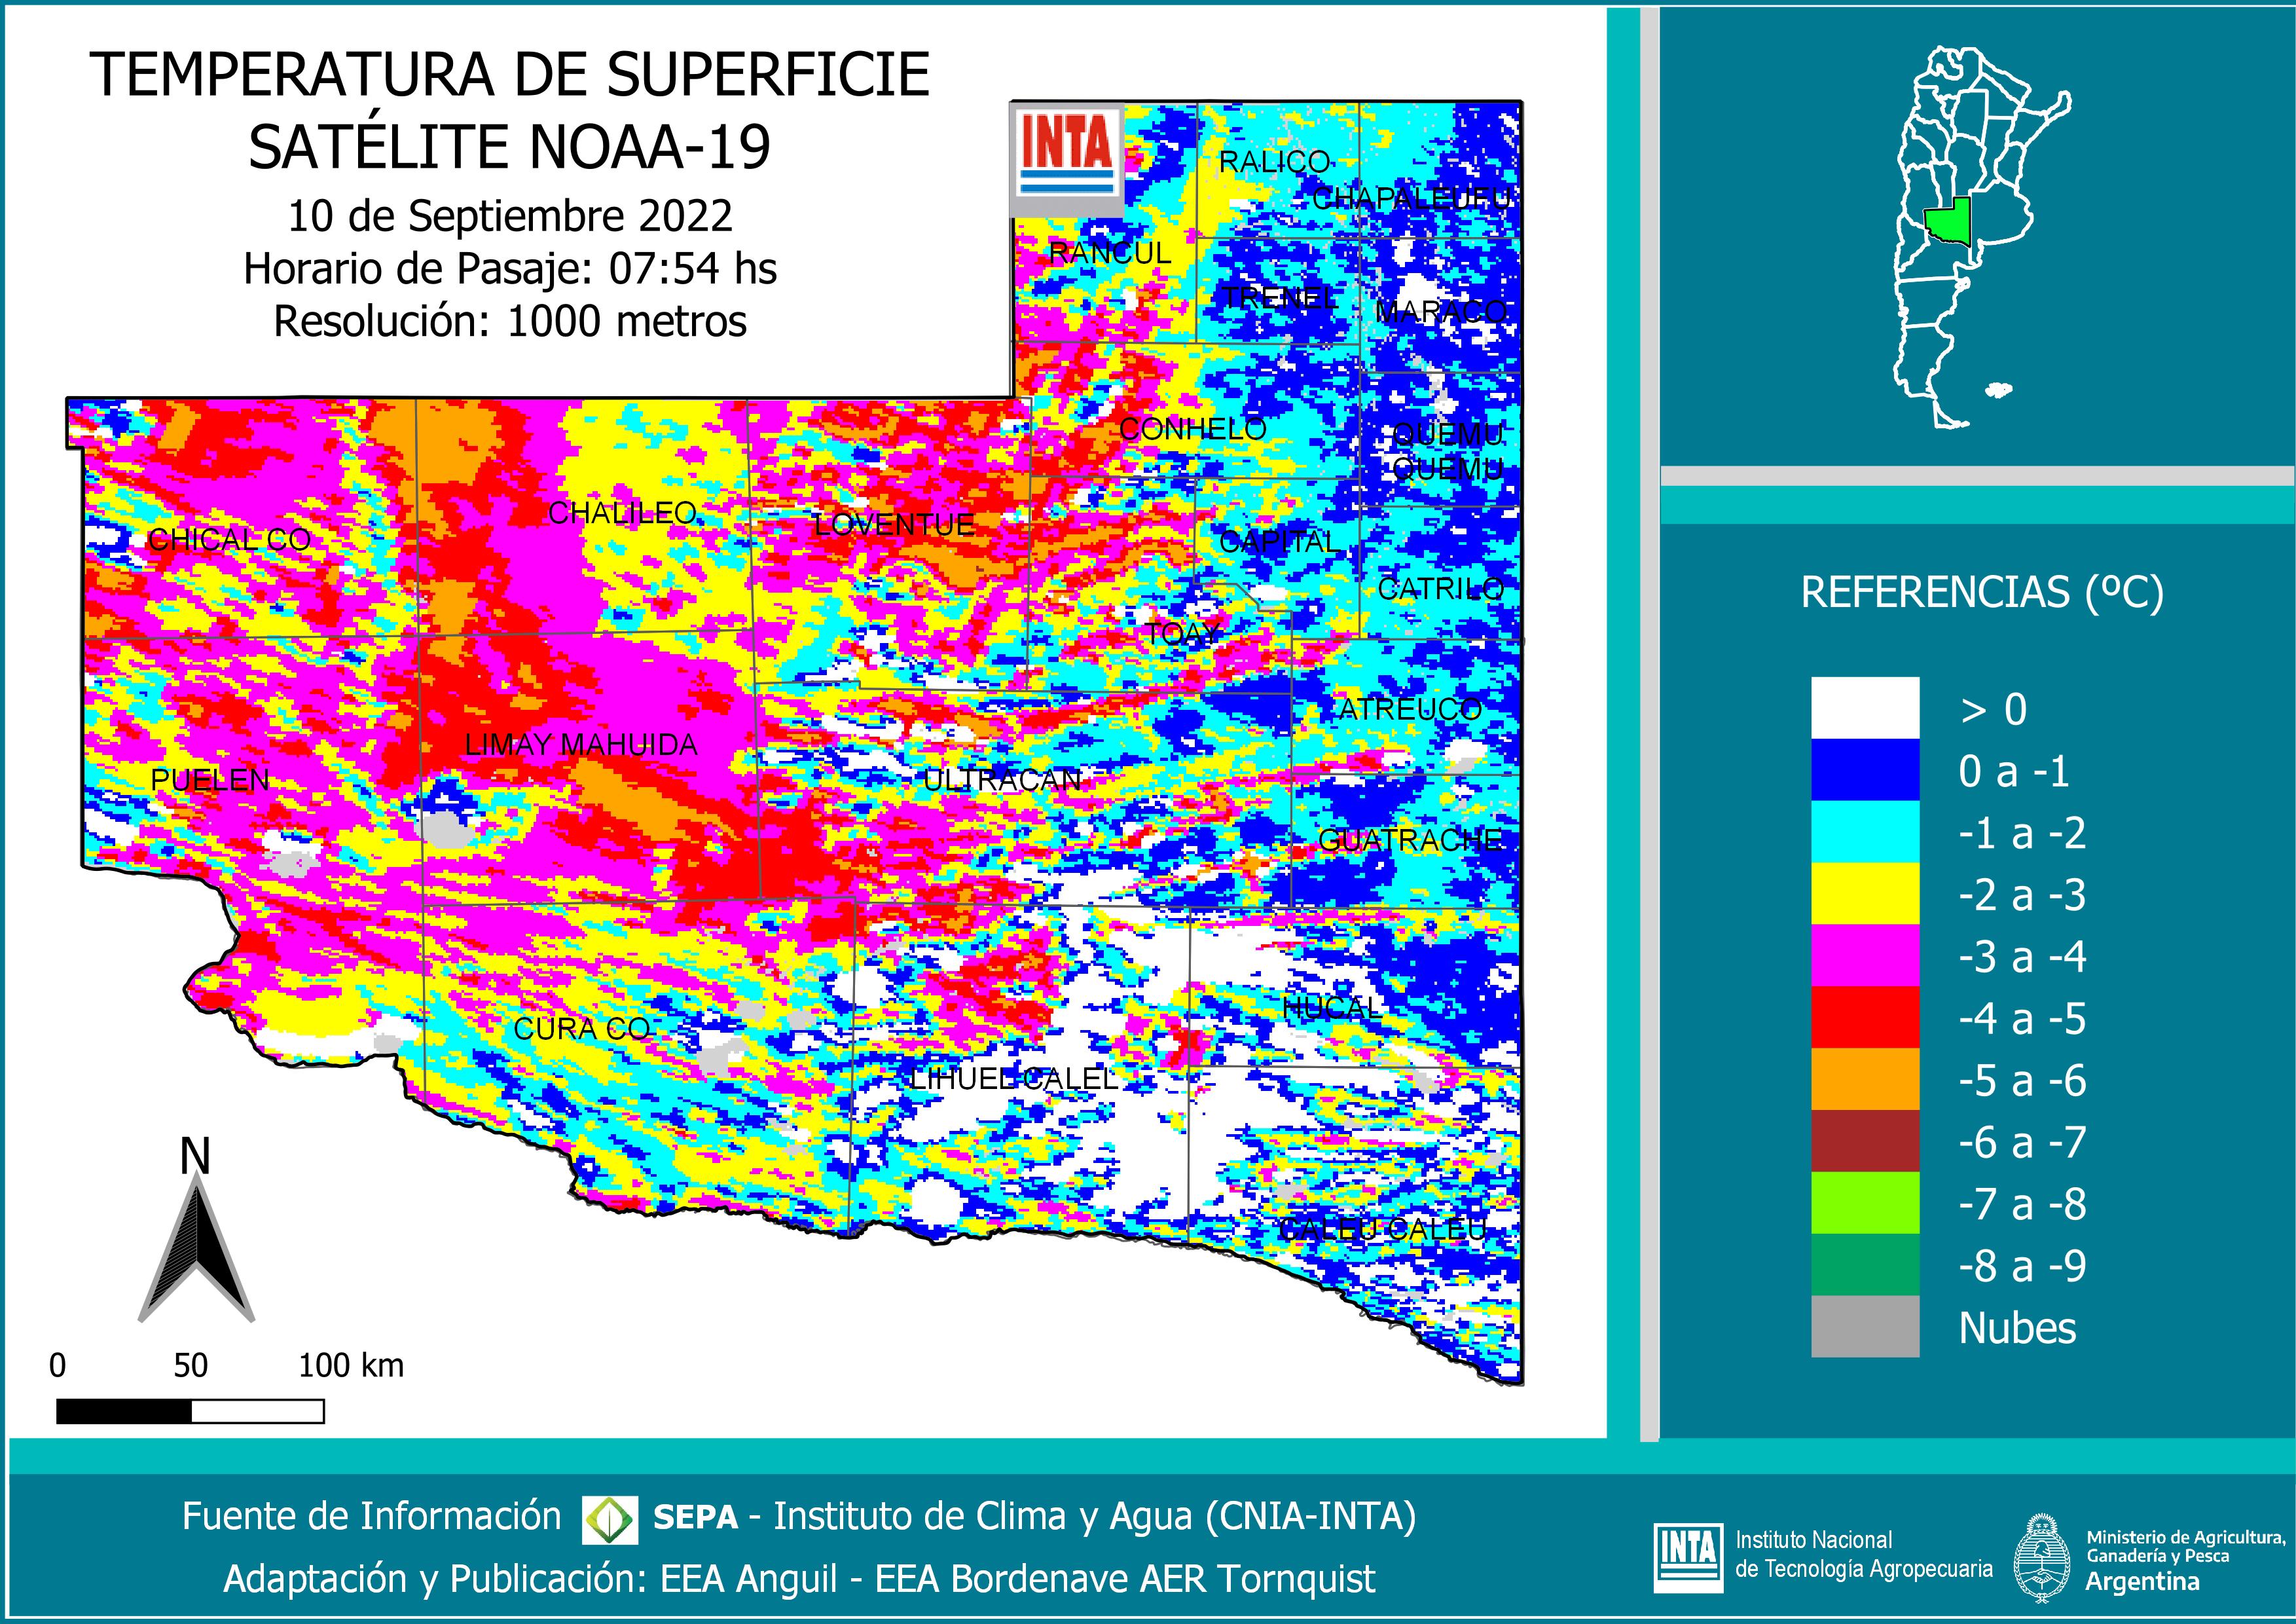 TEMPERATURA DE SUPERFICIE
SATÉLITE NOAA-19
10 de Septiembre 2022
Horario de Pasaje: 07:54 hs
Resolución: 1000 metros
INTA
RALICO
CHAPALEUFU
RANCUL
TRENEL
MARACO
CONHELO
QUEMU
QUEMU
CHALILEO
LOVENTUE
CHICAL CO
CAPITAL
CATRILO
TOAY
ATREUCO
LIMAY MAHUIDA
PUELEN
ULTRACAN
GUATRACHE
HUCAL
CURA CO
LIHUEL CALEL
CALEU CALEU
N
0 50 100 km
REFERENCIAS (ºC)
> 0
0 a -1
-1 a -2
-2 a -3
-3 a -4
-4 a -5
-5 a -6
-6 a -7
-7 a -8
-8 a -9
Nubes
Fuente de Información SEPA - Instituto de Clima y Agua (CNIA-INTA)
Adaptación y Publicación: EEA Anguil - EEA Bordenave AER Tornquist
INTA
Instituto Nacional
de Tecnología Agropecuaria
Ministerio de Agricultura,
Ganadería y Pesca
Argentina